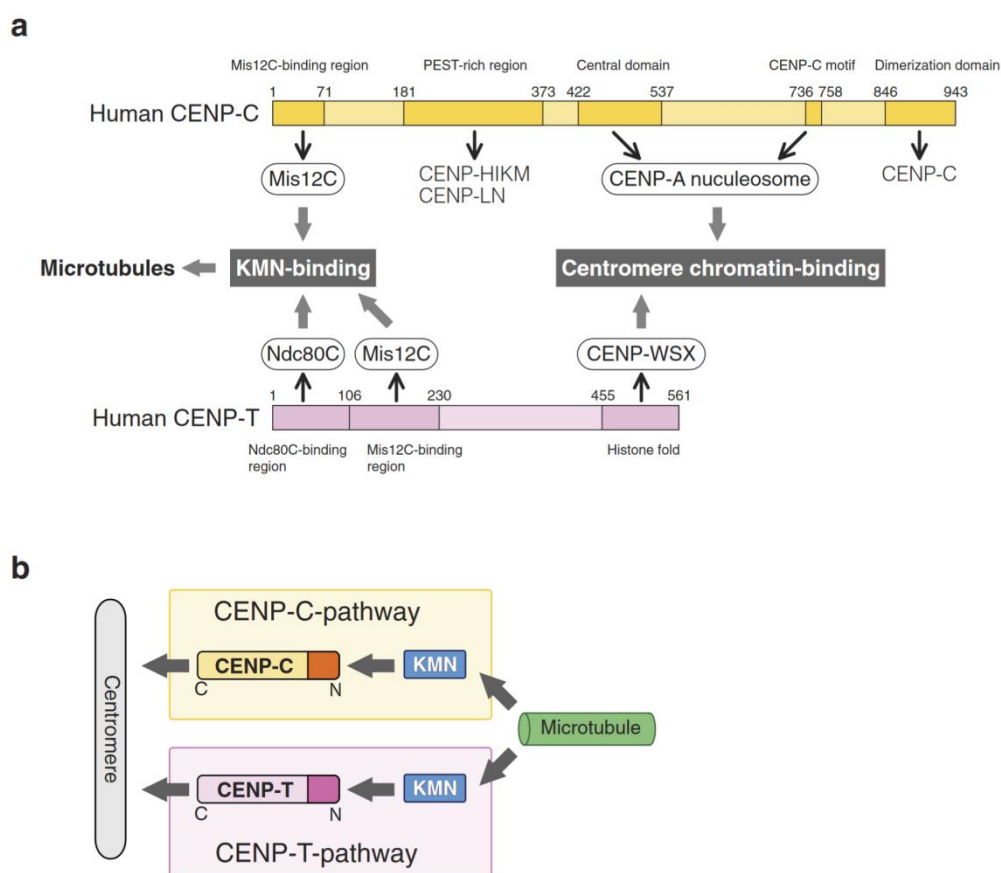 a
Mis12C-binding region PEST-rich region Central domain CENP-C motif Dimerization domain
1 71 181 373 422 537 736 758 846 943
Human CENP-C
Mis12C CENP-HIKM CENP-A nuculeosome CENP-C
CENP-LN
Microtubules KMN-binding Centromere chromatin-binding
Ndc80C Mis12C CENP-WSX
1 106 230 455 561
Human CENP-T
Ndc80C-binding region
Mis12C-binding region
Histone fold
b
Centromere
CENP-C-pathway
CENP-C KMN
C N
Microtubule
CENP-T KMN
C N
CENP-T-pathway